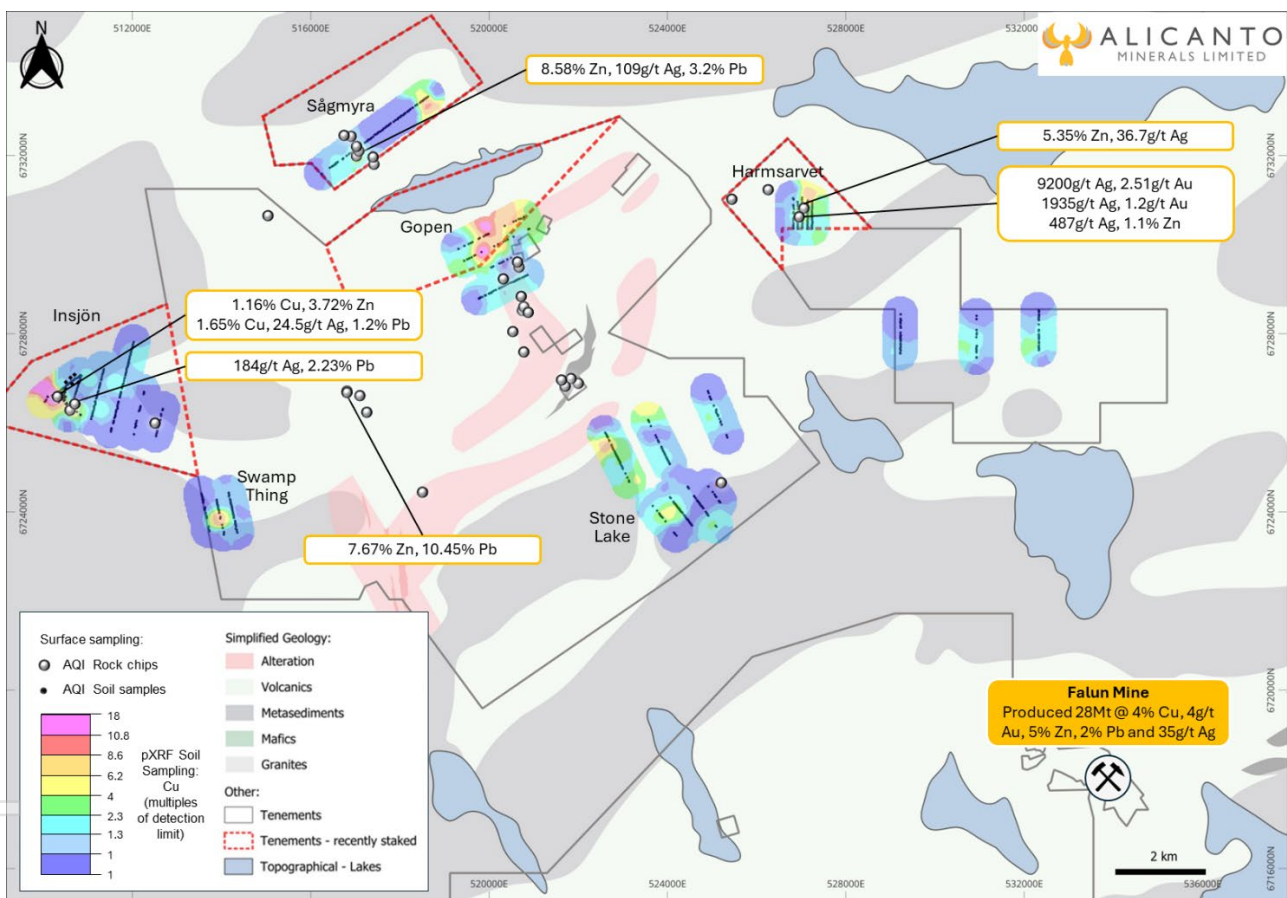 512000E
516000E
520000E
524000E
528000E
532000E
ALICANTO
MINERALS LIMITED
N
8.58% Zn, 109g/t Ag, 3.2% Pb
Sågmyra
6732000N
5.35% Zn, 36.7g/t Ag
6732000N
Harmsarvet
9200g/t Ag, 2.51g/t Au
1935g/t Ag, 1.2g/t Au
487g/t Ag, 1.1% Zn
Gopen
Insjön
1.16% Cu, 3.72% Zn
1.65% Cu, 24.5g/t Ag, 1.2% Pb
6728000N
6728000N
184g/t Ag, 2.23% Pb
Swamp
Thing
6724000N
6724000N
Stone
Lake
7.67% Zn, 10.45% Pb
Surface sampling:
AQI Rock chips
AQI Soil samples
18
10.8
8.6
6.2
4
2.3
1.3
1
1
pXRF Soil
Sampling:
Cu
(multiples
of detection
limit)
Simplified Geology:
Alteration
Volcanics
Metasediments
Mafics
Granites
Other:
Tenements
Tenements - recently staked
Topographical - Lakes
6720000N
Falun Mine
Produced 28Mt @ 4% Cu, 4g/t
Au, 5% Zn, 2% Pb and 35g/t Ag
2 km
6716000N
520000E
524000E
528000E
532000E
536000E